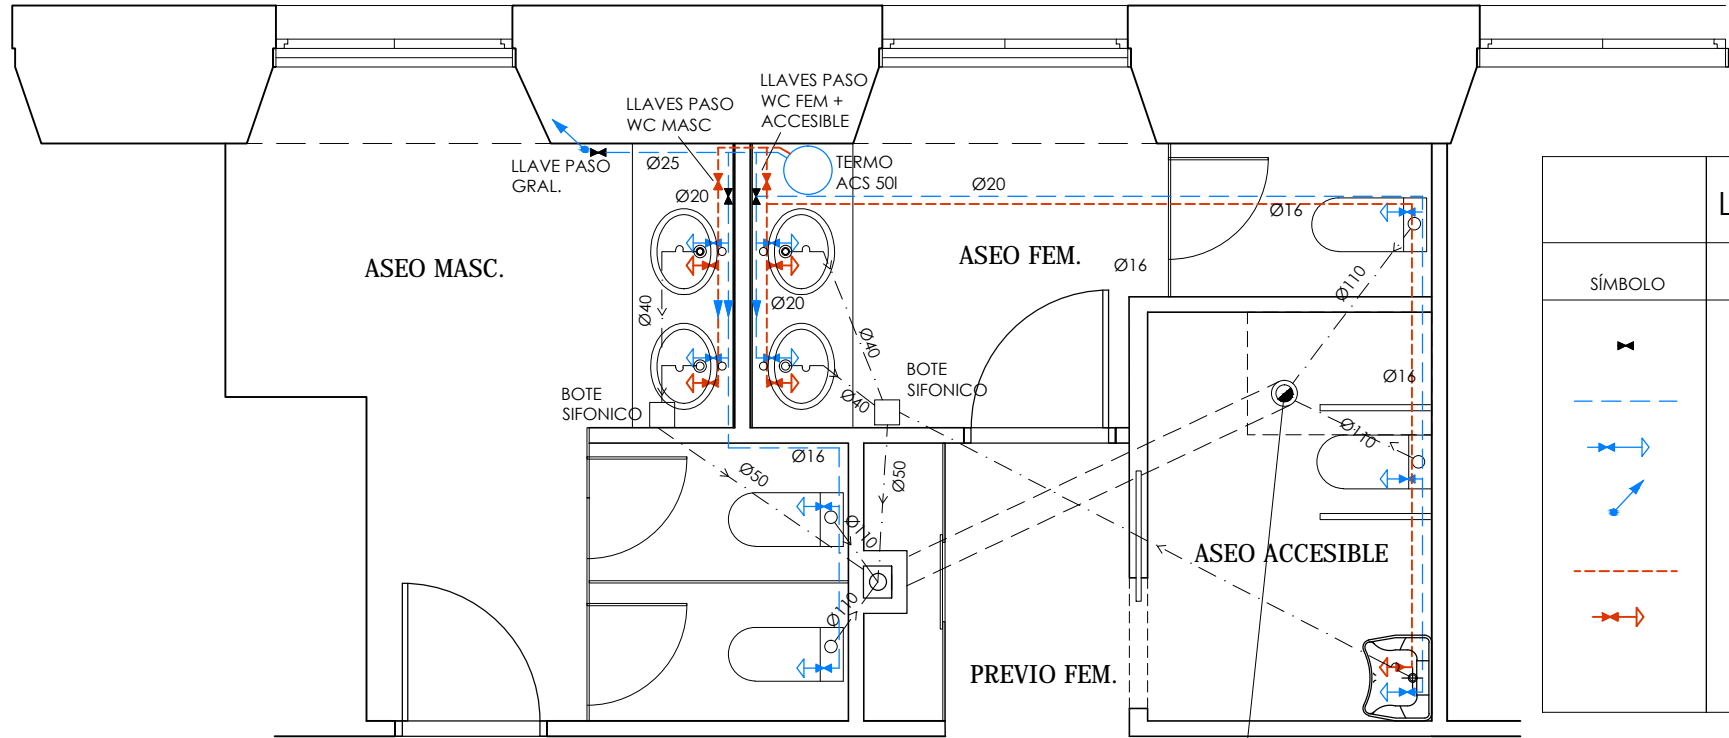 LLAVES PASO
WC FEM +
ACCESIBLE
LLAVES PASO
WC MASC
LLAVE PASO
GRAL.
Ø25
TERMO
ACS 50l
Ø20
Ø20
Ø16
L
ASEO MASC.
ASEO FEM.
Ø16
Ø110
SÍMBOLO
Ø40
Ø20
Ø40
BOTE
SIFONICO
Ø16
BOTE
SIFONICO
Ø40
Ø110
Ø16
Ø50
Ø50
Ø110
ASEO ACCESIBLE
Ø110
PREVIO FEM.